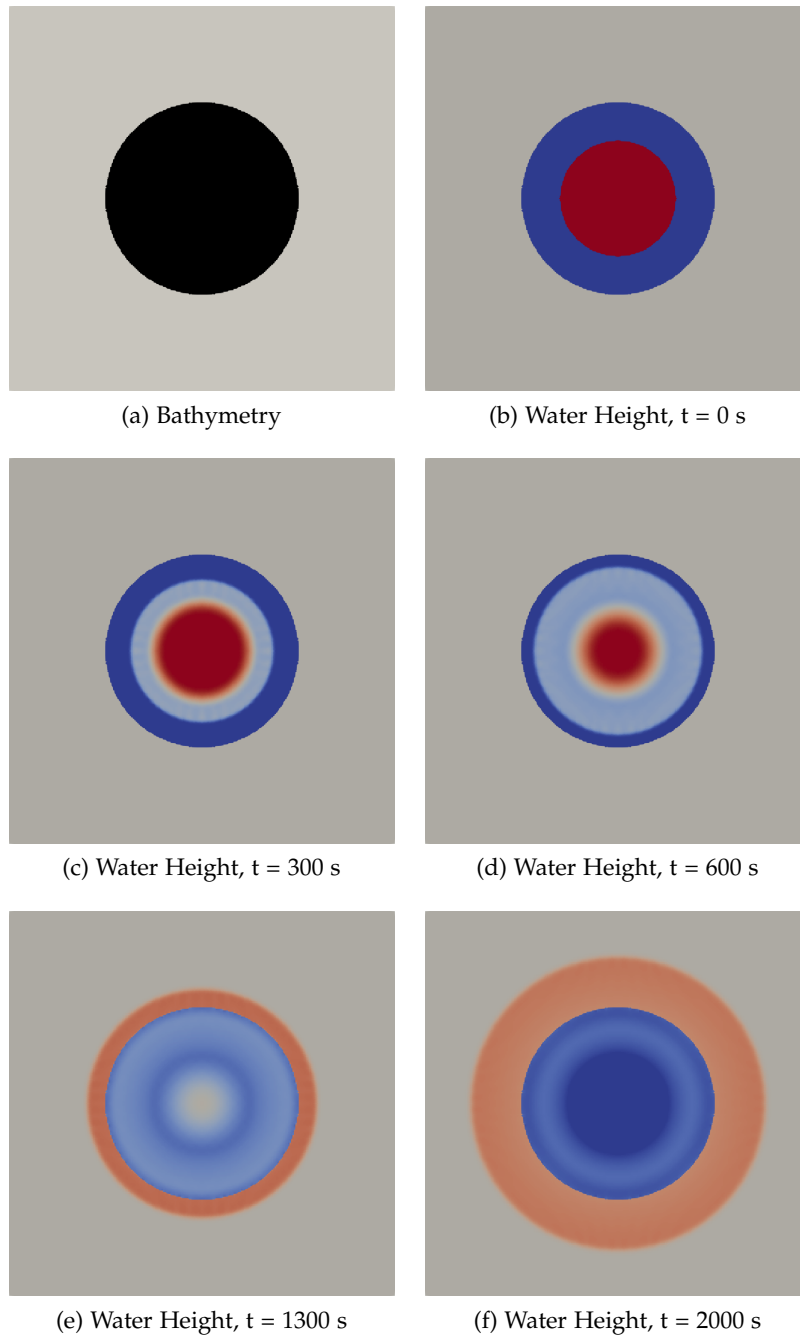 (a) Bathymetry
(b) Water Height, t = 0 s
(c) Water Height, t = 300 s
(d) Water Height, t = 600 s
(e) Water Height, t = 1300 s
(f) Water Height, t = 2000 s